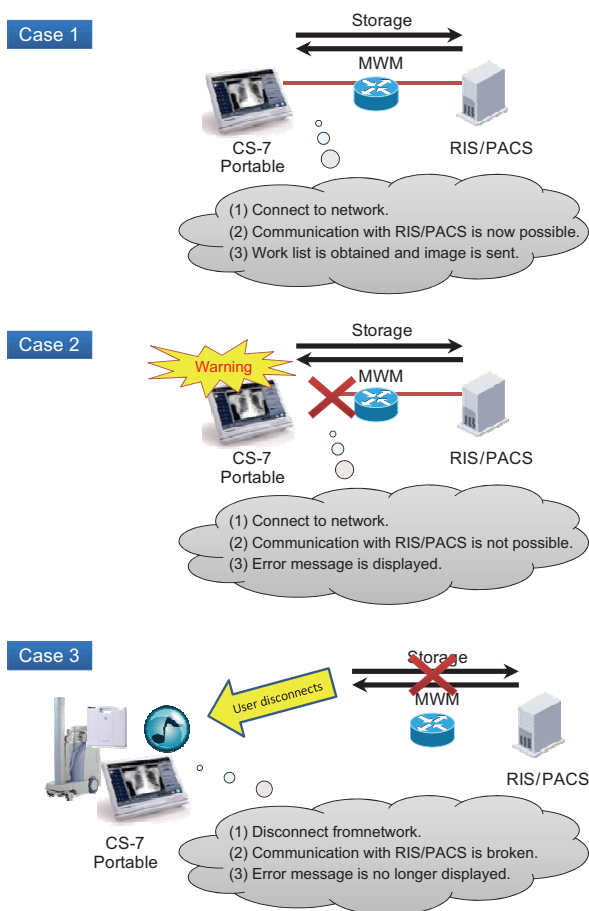 Case 1
Storage
MWM
CS-7
Portable
RIS/PACS
(1) Connect to network.
(2) Communication with RIS/PACS is now possible.
(3) Work list is obtained and image is sent.
Case 2
Storage
Warning
MWM
CS-7
Portable
RIS/PACS
(1) Connect to network.
(2) Communication with RIS/PACS is not possible.
(3) Error message is displayed.
Case 3
Storage
User disconnects
MWM
RIS/PACS
CS-7
Portable
(1) Disconnect fromnetwork.
(2) Communication with RIS/PACS is broken.
(3) Error message is no longer displayed.